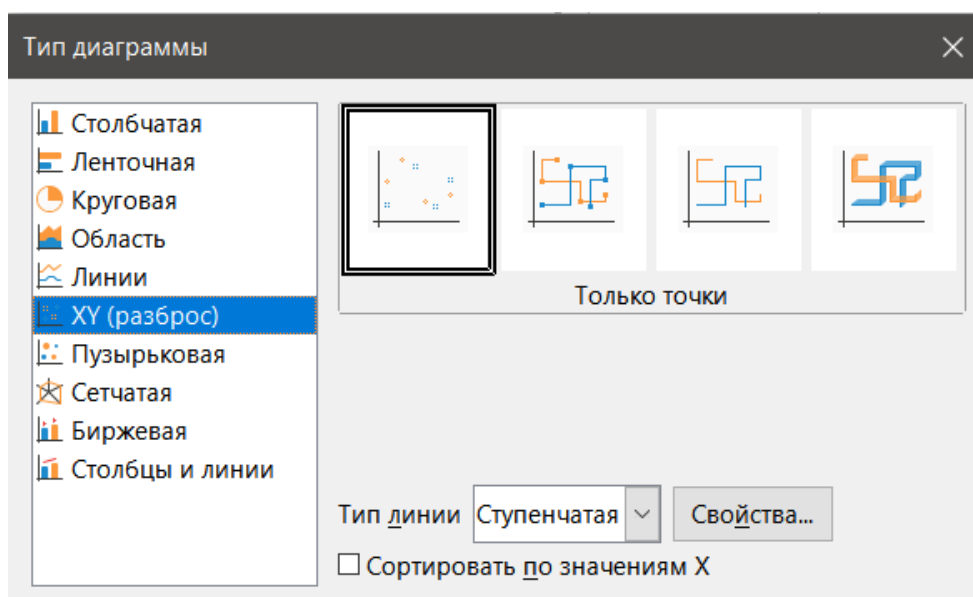 Тип диаграммы
Столбчатая
Ленточная
Круговая
Область
Линии
XY (разброс)
Пузырьковая
Сетчатая
Биржевая
Столбцы и линии
Только точки
Тип линии Ступенчатая Свойства...
Сортировать по значениям X